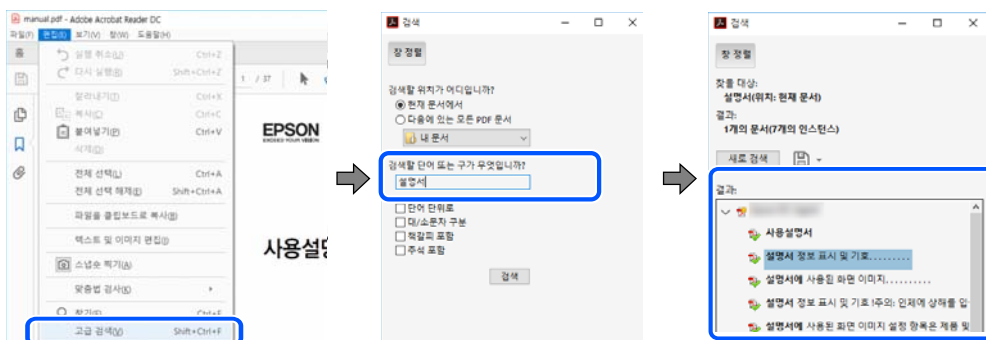 manual.pdf - Adobe Acrobat Reader DC
파일(F) 편집(E) 보기(V) 창(W) 도움말(H)
홈
실행 취소(U) Ctrl+Z
다시 실행(R) Shift+Ctrl+Z
잘라내기(T) Ctrl+X
복사(C) Ctrl+C
붙여넣기(P) Ctrl+V
삭제(D)
전체 선택(L) Ctrl+A
전체 선택 해제(E) Shift+Ctrl+A
파일을 클립보드로 복사(B)
텍스트 및 이미지 편집(I)
스냅숏 찍기(A)
맞춤법 검사(K)
찾기(F) Ctrl+F
고급 검색(V) Shift+Ctrl+F
1 / 37
EPSON
EXCEED YOUR VISION
사용설명
검색
창 정렬
검색할 위치가 어디입니까?
현재 문서에서
다음에 있는 모든 PDF 문서
내 문서
검색할 단어 또는 구가 무엇입니까?
설명서
단어 단위로
대/소문자 구분
책갈피 포함
주석 포함
검색
검색
창 정렬
찾을 대상:
설명서(위치: 현재 문서)
결과:
1개의 문서(7개의 인스턴스)
새로 검색
결과:
사용설명서
설명서 정보 표시 및 기호.........
설명서에 사용된 화면 이미지..........
설명서 정보 표시 및 기호 !주의: 인체에 상해를 입
설명서에 사용된 화면 이미지 설정 항목은 제품 및